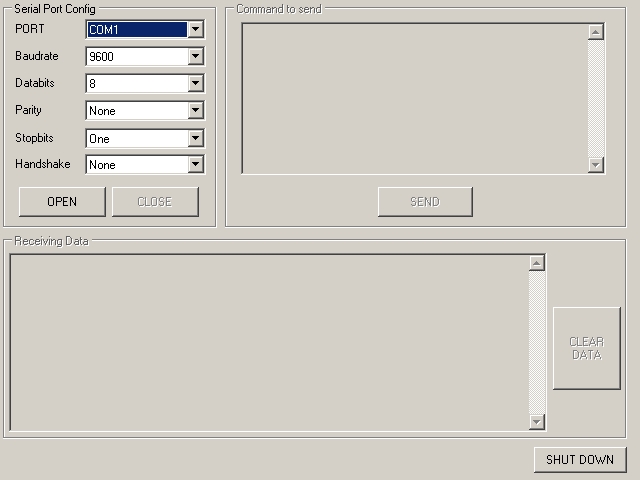 Serial Port Config
PORT COM1
Baudrate 9600
Databits 8
Parity None
Stopbits One
Handshake None
OPEN CLOSE
Command to send
SEND
Receiving Data
CLEAR
DATA
SHUT DOWN